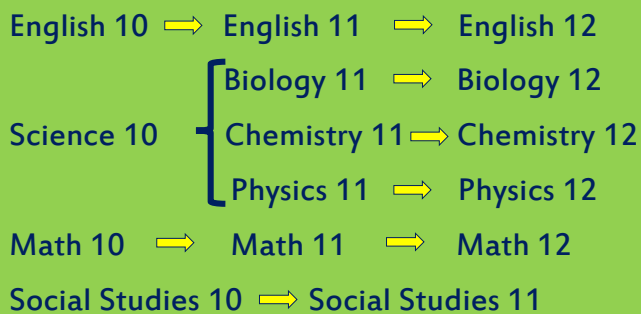 English 10 English 11 English 12
Biology 11 Biology 12
Science 10 Chemistry 11 Chemistry 12
Physics 11 Physics 12
Math 10 Math 11 Math 12
Social Studies 10 Social Studies 11